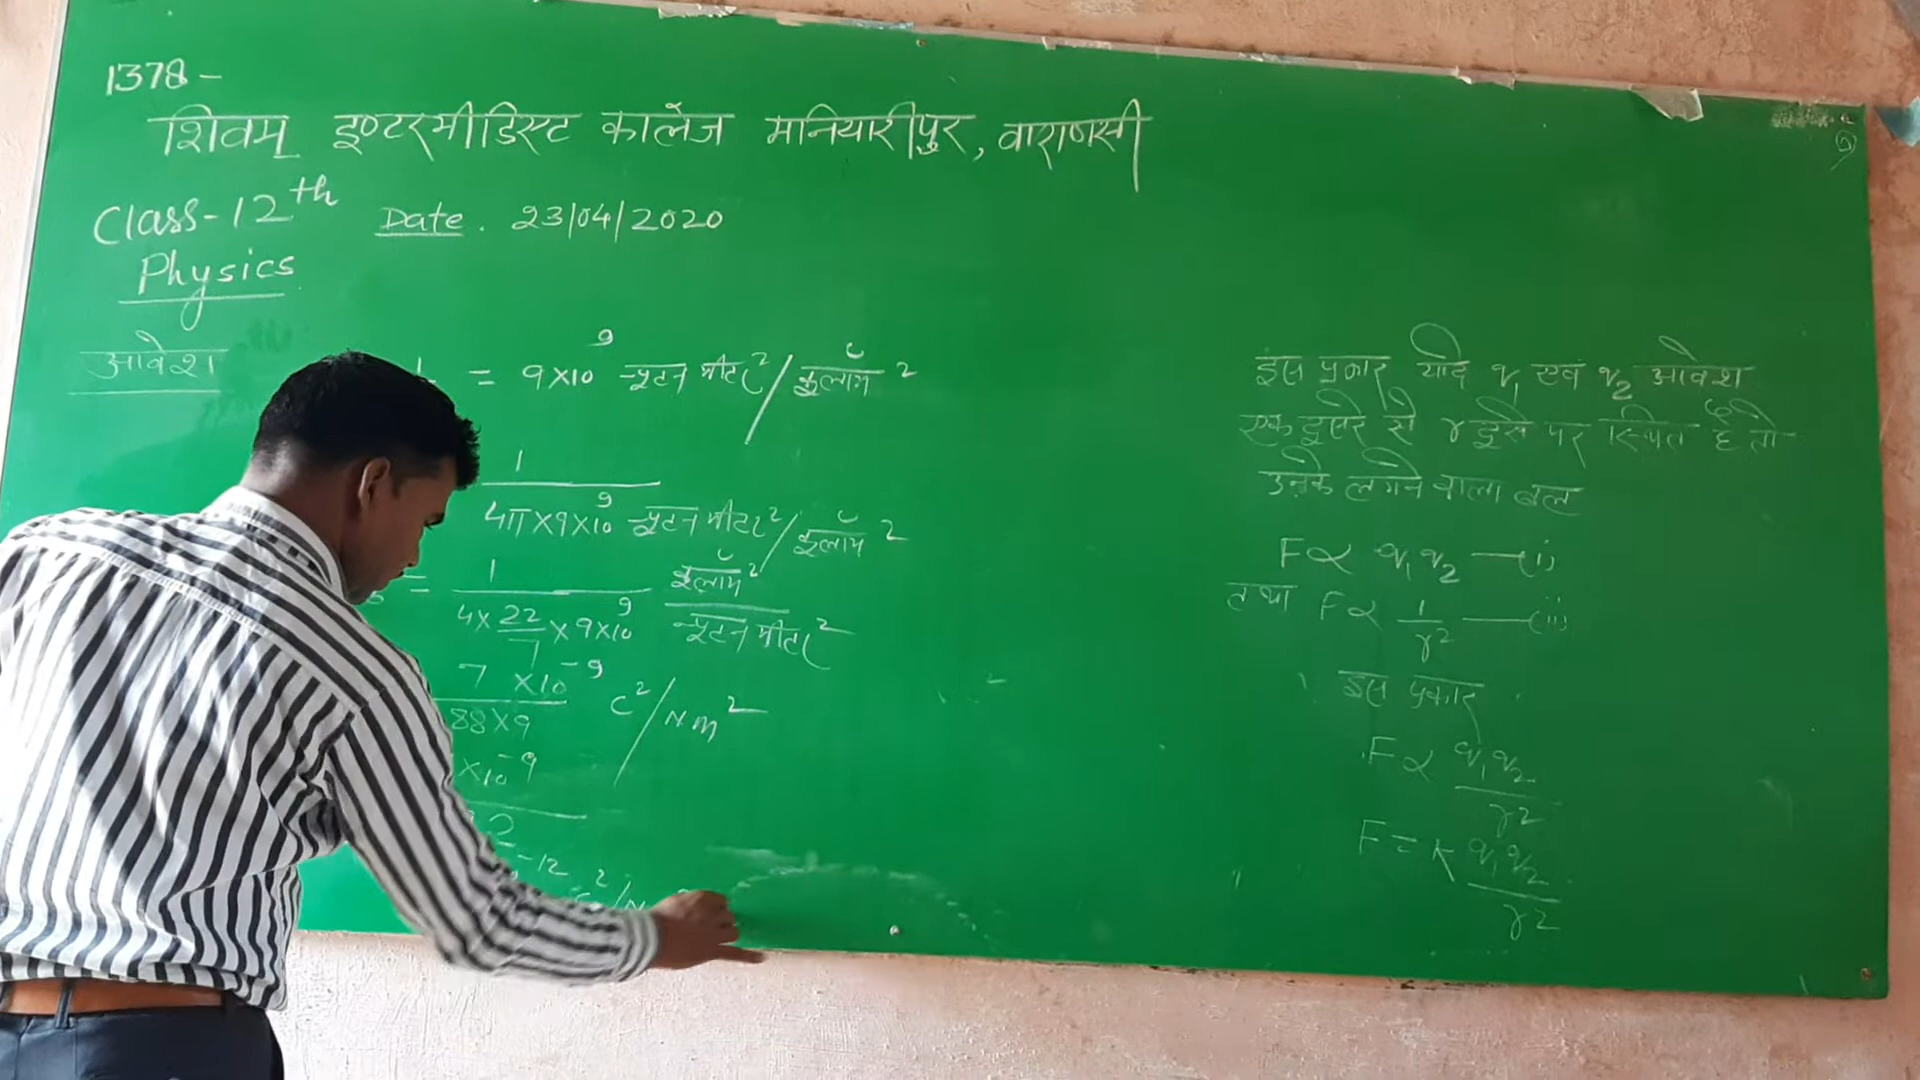 1378 -
शिवम् इण्टरमीडिएट कालेज मनियारीपुर, वाराणसी
Class-12th Date. 23/04/2020
Physics
आवेश
= 9×10⁹ न्यूटन मीटर²/कूलॉम²
1
4π×9×10⁹ न्यूटन मीटर²/कूलॉम²
= 1 कूलॉम²
4×22/7×9×10⁹ न्यूटन मीटर²
7 ×10⁻⁹ C²/Nm²
88×9
×10⁻⁹
2
-12 C²/N
इस प्रकार यदि q₁ एवं q₂ आवेश
एक दूसरे से r दूरी पर स्थित है तो
उनके लगने वाला बल
F∝ q₁q₂ —(i)
तथा F∝ 1/r² —(ii)
इस प्रकार
F∝ q₁q₂/r²
F=K q₁q₂/r²